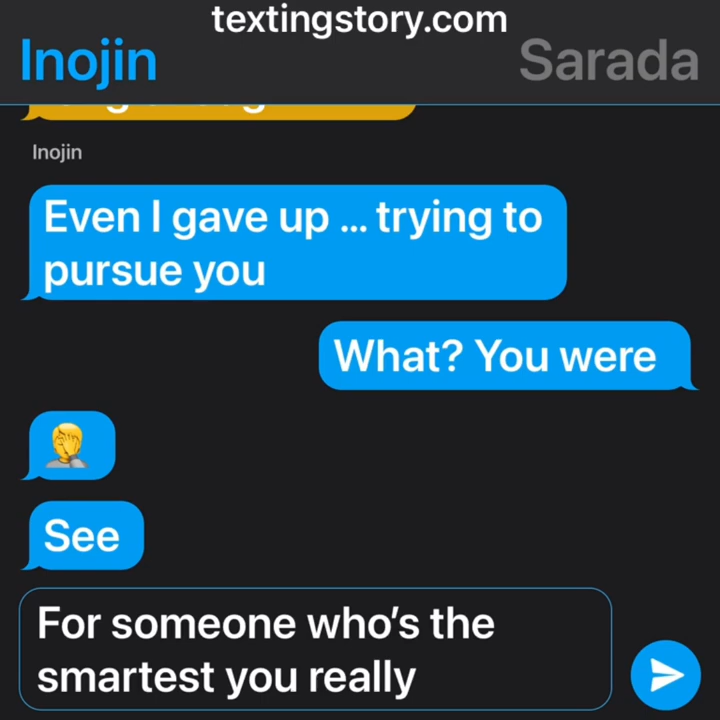 textingstory.com
Inojin
Sarada
Inojin
Even I gave up ... trying to
pursue you
What? You were
See
For someone who's the
smartest you really